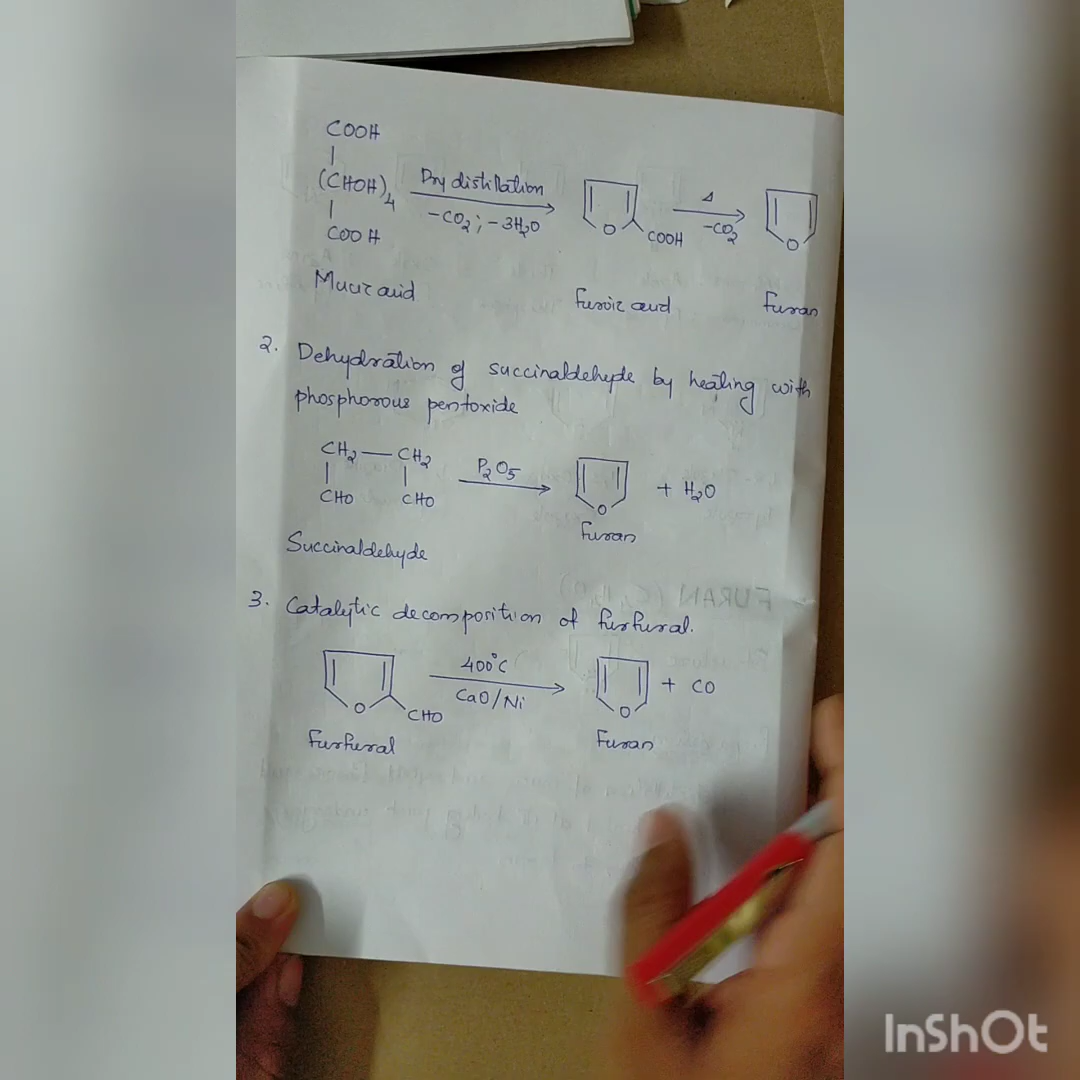 COOH
|
(CHOH)4 Dry distillation → -CO2 ; -3H2O O COOH Δ → -CO2 O
|
COOH
Mucic acid Furoic acid Furan
2. Dehydration of succinaldehyde by heating with
phosphorous pentoxide
CH2 — CH2 P2O5 → O + H2O
| |
CHO CHO
Furan
Succinaldehyde
FURAN (C4H4O)
3. Catalytic decomposition of furfural.
O CHO 400°C → CaO/Ni O + CO
Furfural Furan
InShOt